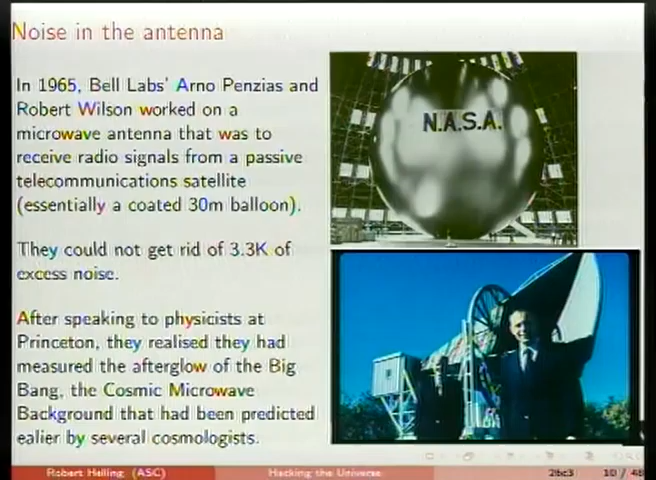 Noise in the antenna
In 1965, Bell Labs' Arno Penzias and
Robert Wilson worked on a
microwave antenna that was to
receive radio signals from a passive
telecommunications satellite
(essentially a coated 30m balloon).
They could not get rid of 3.3K of
excess noise.
After speaking to physicists at
Princeton, they realised they had
measured the afterglow of the Big
Bang, the Cosmic Microwave
Background that had been predicted
ealier by several cosmologists.
N.A.S.A.
Robert Helling (ASC)
Hacking the Universe
26c3
10 / 48